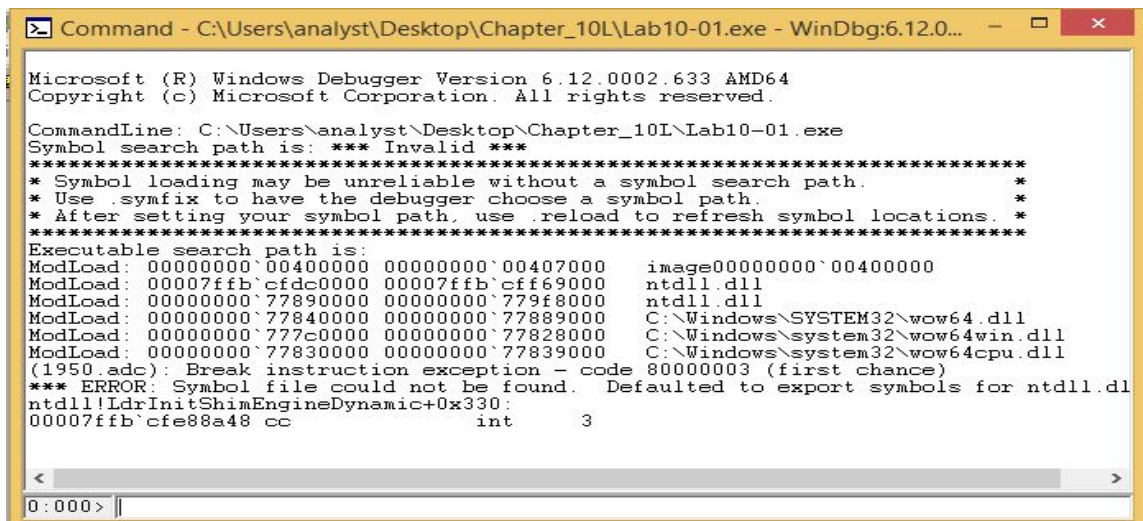 Command - C:\Users\analyst\Desktop\Chapter_10L\Lab10-01.exe - WinDbg:6.12.0...
Microsoft (R) Windows Debugger Version 6.12.0002.633 AMD64
Copyright (c) Microsoft Corporation. All rights reserved.
CommandLine: C:\Users\analyst\Desktop\Chapter_10L\Lab10-01.exe
Symbol search path is: *** Invalid ***
****************************************************************************
* Symbol loading may be unreliable without a symbol search path.           *
* Use .symfix to have the debugger choose a symbol path.                   *
* After setting your symbol path, use .reload to refresh symbol locations. *
****************************************************************************
Executable search path is:
ModLoad: 00000000`00400000 00000000`00407000   image00000000`00400000
ModLoad: 00007ffb`cfdc0000 00007ffb`cff69000   ntdll.dll
ModLoad: 00000000`77890000 00000000`779f8000   ntdll.dll
ModLoad: 00000000`77840000 00000000`77889000   C:\Windows\SYSTEM32\wow64.dll
ModLoad: 00000000`777c0000 00000000`77828000   C:\Windows\system32\wow64win.dll
ModLoad: 00000000`77830000 00000000`77839000   C:\Windows\system32\wow64cpu.dll
(1950.adc): Break instruction exception - code 80000003 (first chance)
*** ERROR: Symbol file could not be found.  Defaulted to export symbols for ntdll.dl
ntdll!LdrInitShimEngineDynamic+0x330:
00007ffb`cfe88a48 cc              int     3
0:000>